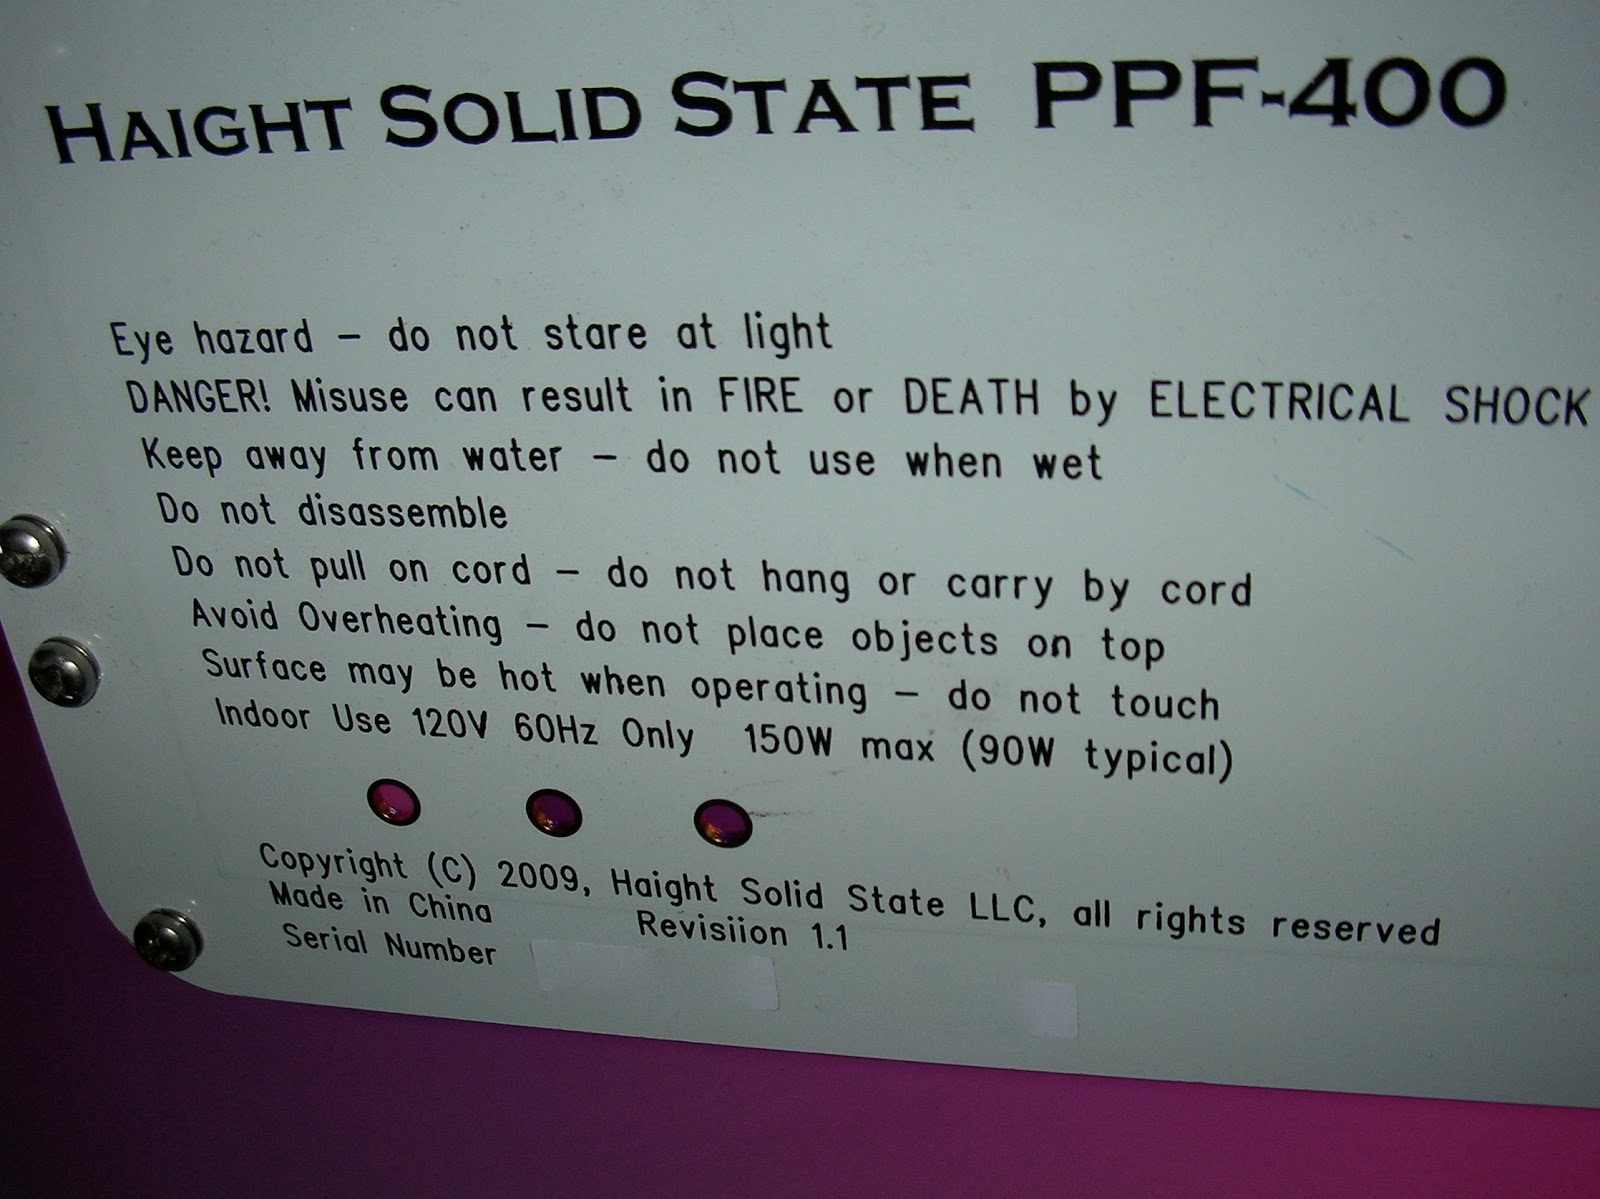 HAIGHT SOLID STATE PPF-400
Eye hazard – do not stare at light
DANGER! Misuse can result in FIRE or DEATH by ELECTRICAL SHOCK
Keep away from water – do not use when wet
Do not disassemble
Do not pull on cord – do not hang or carry by cord
Avoid Overheating – do not place objects on top
Surface may be hot when operating – do not touch
Indoor Use 120V 60Hz Only 150W max (90W typical)
Copyright (C) 2009, Haight Solid State LLC, all rights reserved
Made in China Revisiion 1.1
Serial Number